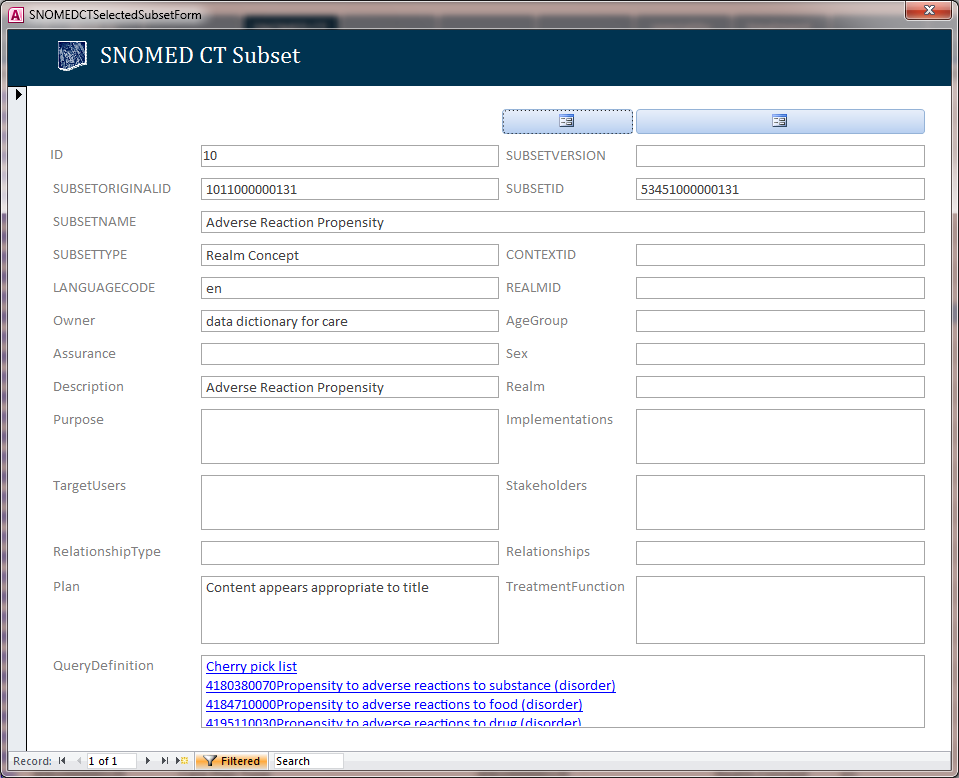 SNOMEDCTSelectedSubsetForm
SNOMED CT Subset
ID 10 SUBSETVERSION
SUBSETORIGINALID 1011000000131 SUBSETID 53451000000131
SUBSETNAME Adverse Reaction Propensity
SUBSETTYPE Realm Concept CONTEXTID
LANGUAGECODE en REALMID
Owner data dictionary for care AgeGroup
Assurance Sex
Description Adverse Reaction Propensity Realm
Purpose Implementations
TargetUsers Stakeholders
RelationshipType Relationships
Plan Content appears appropriate to title TreatmentFunction
QueryDefinition Cherry pick list
4180380070Propensity to adverse reactions to substance (disorder)
4184710000Propensity to adverse reactions to food (disorder)
4195110030Propensity to adverse reactions to drug (disorder)
Record: 1 of 1 Filtered Search